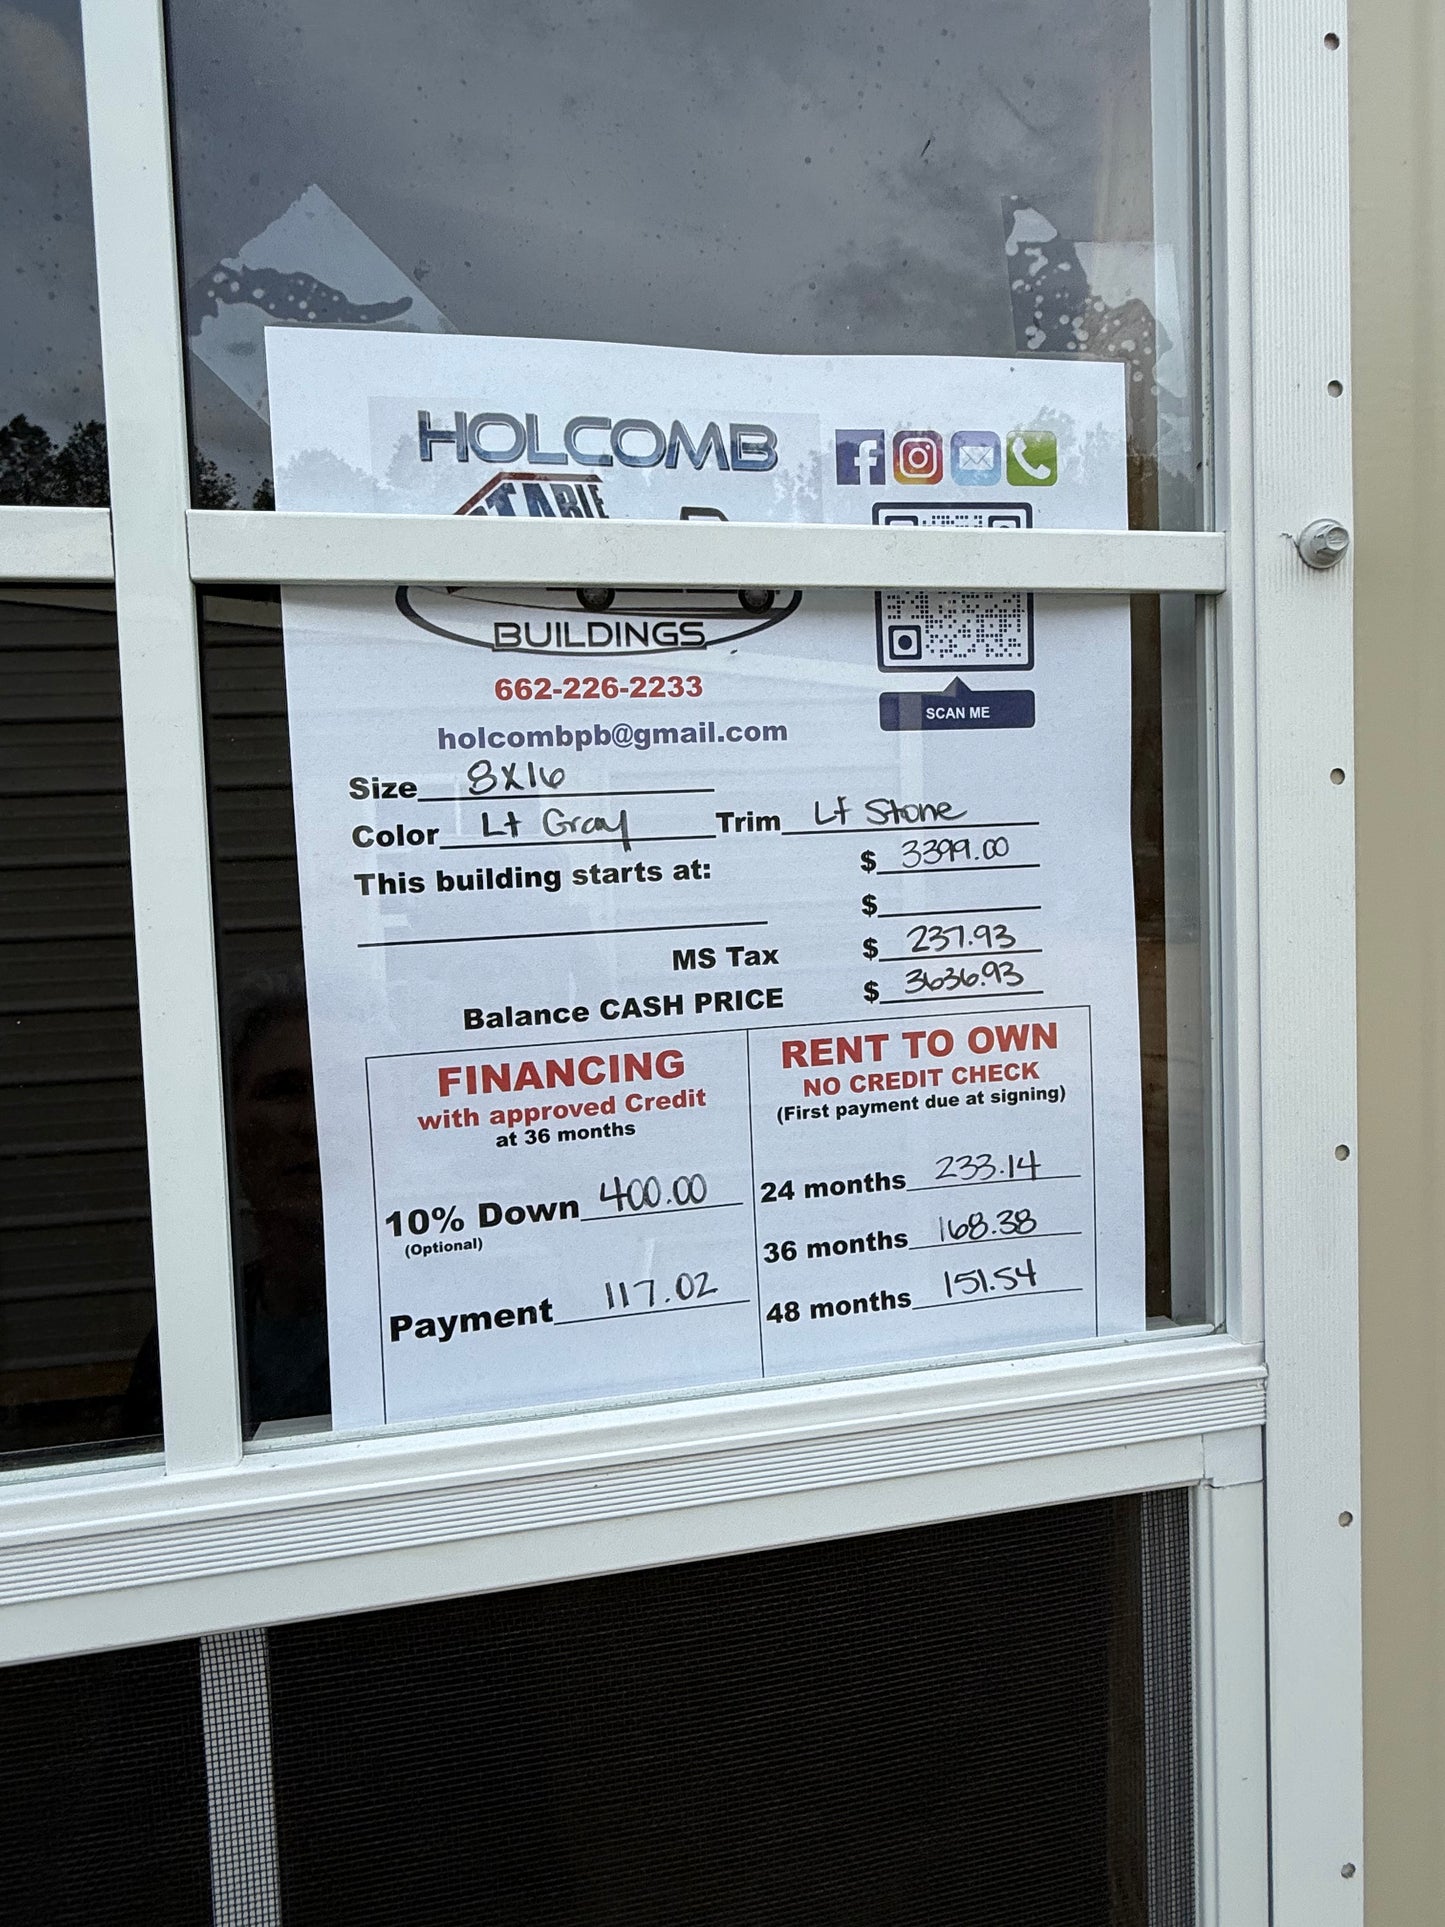 HOLCOMB
BUILDINGS
SCAN ME
662-226-2233
holcombpb@gmail.com
Size 8X16
Color Lt Gray Trim Lt Stone
This building starts at: $ 3399.00
$
MS Tax $ 237.93
Balance CASH PRICE $ 3636.93
FINANCING
with approved Credit
at 36 months
10% Down 400.00
(Optional)
Payment 117.02
RENT TO OWN
NO CREDIT CHECK
(First payment due at signing)
24 months 233.14
36 months 168.38
48 months 151.54